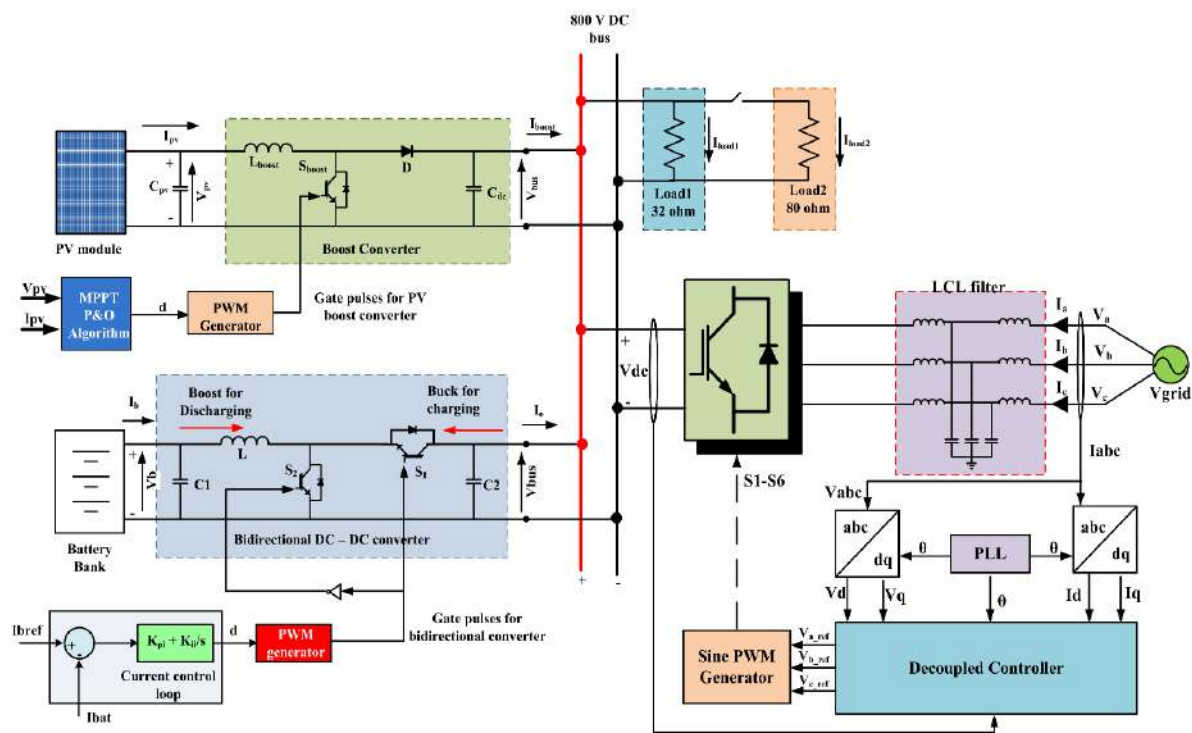 800 V DC
bus
Ipv
Lboost
Sboost
D
Iboost
Cpv
Vpv
Cdc
Vbus
+
-
PV module
Boost Converter
Iload1
Iload2
Load1
32 ohm
Load2
80 ohm
Vpv
Ipv
MPPT
P&O
Algorithm
d
PWM
Generator
Gate pulses for PV
boost converter
LCL filter
Ia
Va
Ib
Vb
Ic
Vc
Vgrid
+
Vdc
-
S1-S6
Iabc
Vabc
Ib
Boost for
Discharging
Buck for
charging
Io
+
Vb
-
C1
L
S2
S1
C2
Vbus
Bidirectional DC – DC converter
Battery
Bank
+
-
abc
dq
θ
PLL
θ
abc
dq
Vd
Vq
θ
Id
Iq
Gate pulses for
bidirectional converter
Ibref
+
-
Kpi + Kii/s
d
PWM
generator
Current control
loop
Ibat
Sine PWM
Generator
Va_ref
Vb_ref
Vc_ref
Decoupled Controller